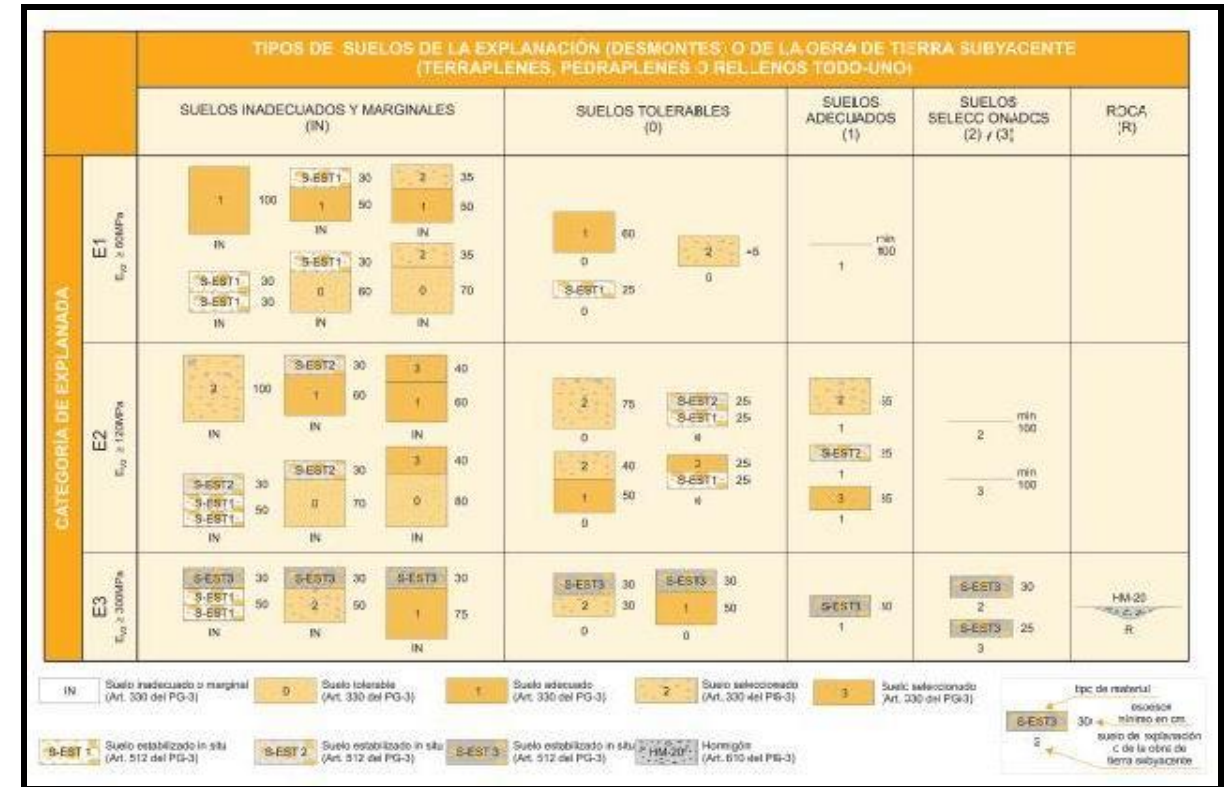 TIPOS DE SUELOS DE LA EXPLANACIÓN (DESMONTES) O DE LA OBRA DE TIERRA SUBYACENTE
(TERRAPLENES, PEDRAPLENES O RELLENOS TODO-UNO)
SUELOS INADECUADOS Y MARGINALES
(IN)
SUELOS TOLERABLES
(0)
SUELOS
ADECUADOS
(1)
SUELOS
SELECCIONADOS
(2) y (3)
ROCA
(R)
CATEGORÍA DE EXPLANADA
E1
Ev2 ≥ 60MPa
1 100
IN
S-EST1 30
1 50
IN
2 35
1 50
IN
S-EST1 30
S-EST1 30
IN
S-EST1 30
0 60
IN
2 35
0 70
IN
1 60
0
2
0
S-EST1 25
0
min
100
1
E2
Ev2 ≥ 120MPa
2 100
IN
S-EST2 30
1 60
IN
3 40
1 60
IN
S-EST2 30
S-EST1 50
S-EST1
IN
S-EST2 30
0 70
IN
3 40
0 80
IN
2 75
0
S-EST2 25
S-EST1 25
2 40
1 50
0
3 25
S-EST1 25
2
1
S-EST2
1
3
1
min
100
2
min
100
3
E3
Ev2 ≥ 300MPa
S-EST3 30
S-EST1 50
S-EST1
IN
S-EST3 30
2 50
IN
S-EST3 30
1 75
IN
S-EST3 30
2 30
0
S-EST3 30
1 50
0
S-EST3
1
S-EST3 30
2
S-EST3 25
3
HM-20
R
IN Suelo inadecuado o marginal
(Art. 330 del PG-3)
0 Suelo tolerable
(Art. 330 del PG-3)
1 Suelo adecuado
(Art. 330 del PG-3)
2 Suelo seleccionado
(Art. 330 del PG-3)
3 Suelo seleccionado
(Art. 330 del PG-3)
S-EST 1 Suelo estabilizado in situ
(Art. 512 del PG-3)
S-EST 2 Suelo estabilizado in situ
(Art. 512 del PG-3)
S-EST 3 Suelo estabilizado in situ
(Art. 512 del PG-3)
HM-20 Hormigón
(Art. 610 del PG-3)
tipo de material
S-EST3 30
espesor
mínimo en cm
suelo de explanación
o de la obra de
tierra subyacente